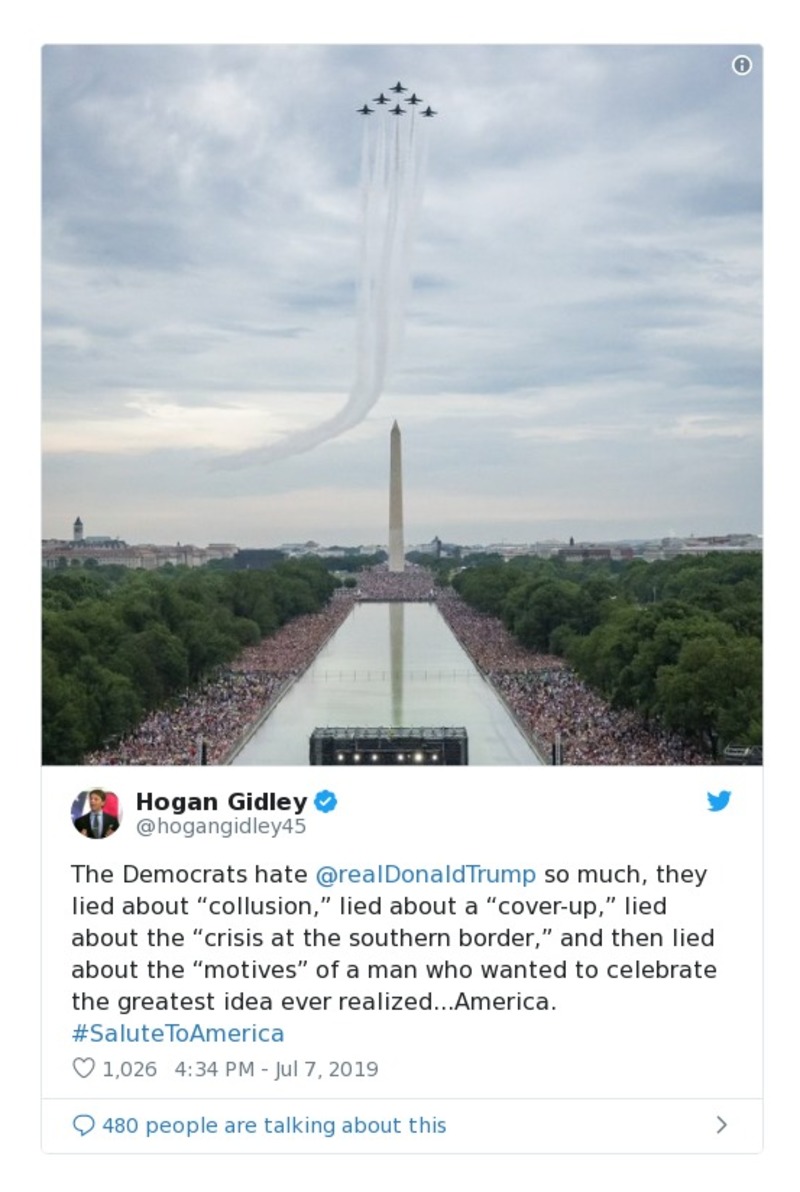 Hogan Gidley
@hogangidley45
The Democrats hate @realDonaldTrump so much, they
lied about “collusion,” lied about a “cover-up,” lied
about the “crisis at the southern border,” and then lied
about the “motives” of a man who wanted to celebrate
the greatest idea ever realized...America.
#SaluteToAmerica
1,026 4:34 PM - Jul 7, 2019
480 people are talking about this